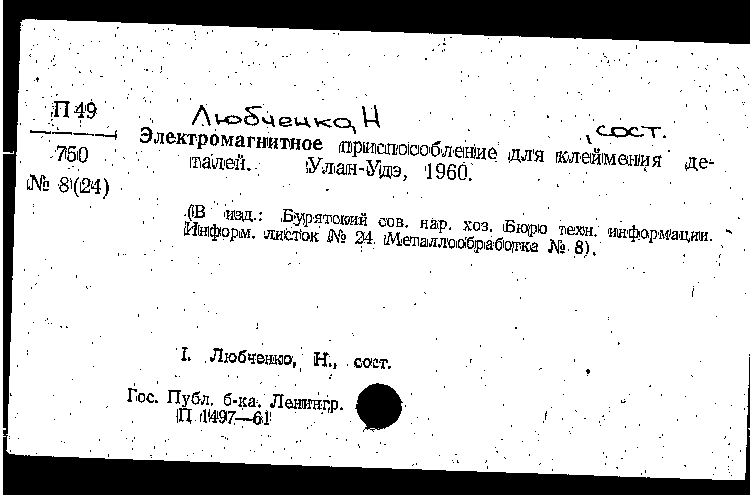 П 49
760
№ 8(24)
Любченко, Н
, сост.
Электромагнитное приспособление для клеймения де-
талей. Улан-Удэ, 1960.
(В изд.: Бурятский сов. нар. хоз. Бюро техн. информации.
Информ. листок № 24. Металлообработка № 8).
I. Любченко, Н., сост.
Гос. Публ. б-ка. Ленингр.
П 1497—61